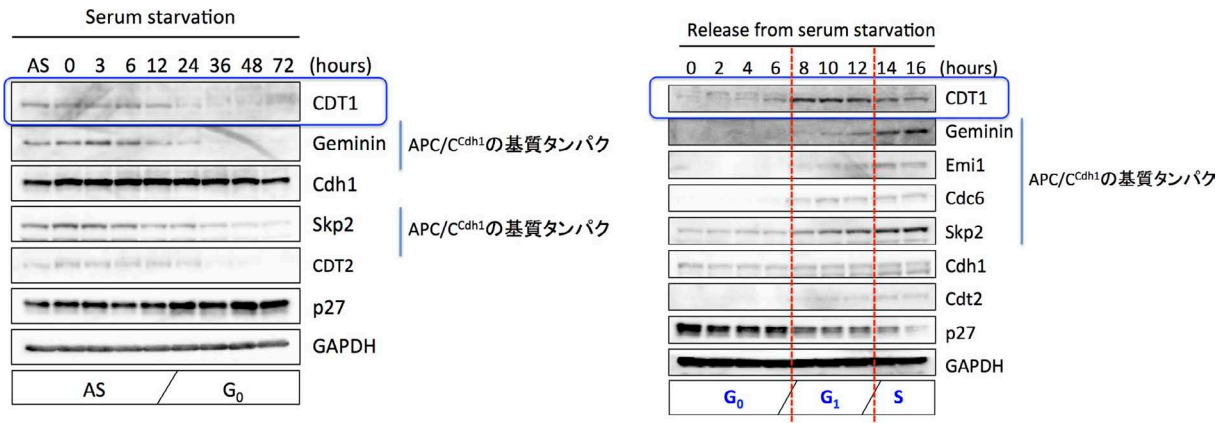 Serum starvation
AS 0 3 6 12 24 36 48 72 (hours)
CDT1
Geminin
APC/C^Cdh1の基質タンパク
Cdh1
Skp2
APC/C^Cdh1の基質タンパク
CDT2
p27
GAPDH
AS G₀
Release from serum starvation
0 2 4 6 8 10 12 14 16 (hours)
CDT1
Geminin
Emi1
APC/C^Cdh1の基質タンパク
Cdc6
Skp2
Cdh1
Cdt2
p27
GAPDH
G₀ G₁ S